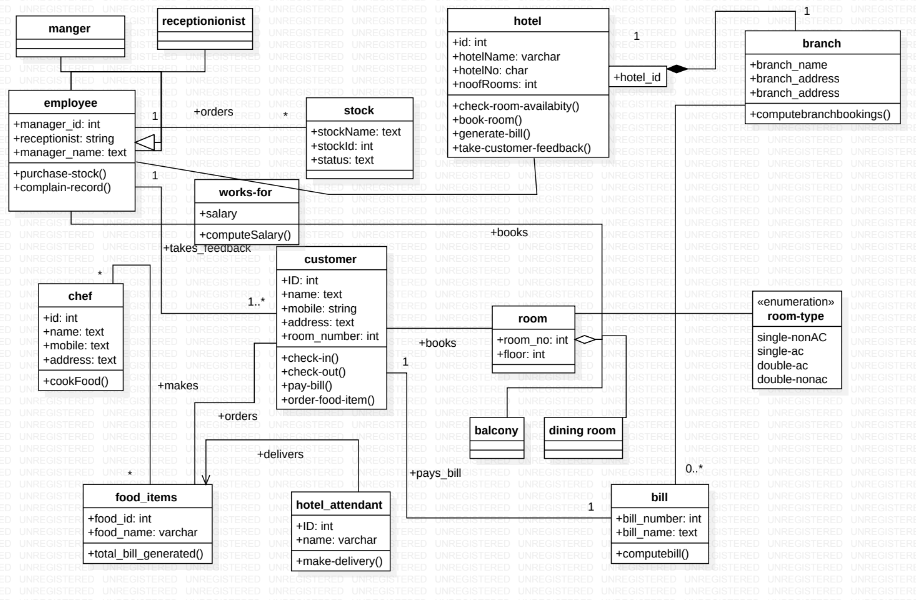 manger
receptionionist
employee
+manager_id: int
+receptionist: string
+manager_name: text
+purchase-stock()
+complain-record()
1
+orders
*
1
stock
+stockName: text
+stockId: int
+status: text
hotel
+id: int
+hotelName: varchar
+hotelNo: char
+noofRooms: int
+check-room-availabity()
+book-room()
+generate-bill()
+take-customer-feedback()
1
+hotel_id
1
branch
+branch_name
+branch_address
+branch_address
+computebranchbookings()
works-for
+salary
+computeSalary()
+takes_feedback
+books
*
1..*
chef
+id: int
+name: text
+mobile: text
+address: text
+cookFood()
customer
+ID: int
+name: text
+mobile: string
+address: text
+room_number: int
+check-in()
+check-out()
+pay-bill()
+order-food-item()
+books
1
room
+room_no: int
+floor: int
«enumeration»
room-type
single-nonAC
single-ac
double-ac
double-nonac
+makes
+orders
balcony
dining room
+delivers
+pays_bill
*
0..*
1
food_items
+food_id: int
+food_name: varchar
+total_bill_generated()
hotel_attendant
+ID: int
+name: varchar
+make-delivery()
bill
+bill_number: int
+bill_name: text
+computebill()
UNREGISTERED